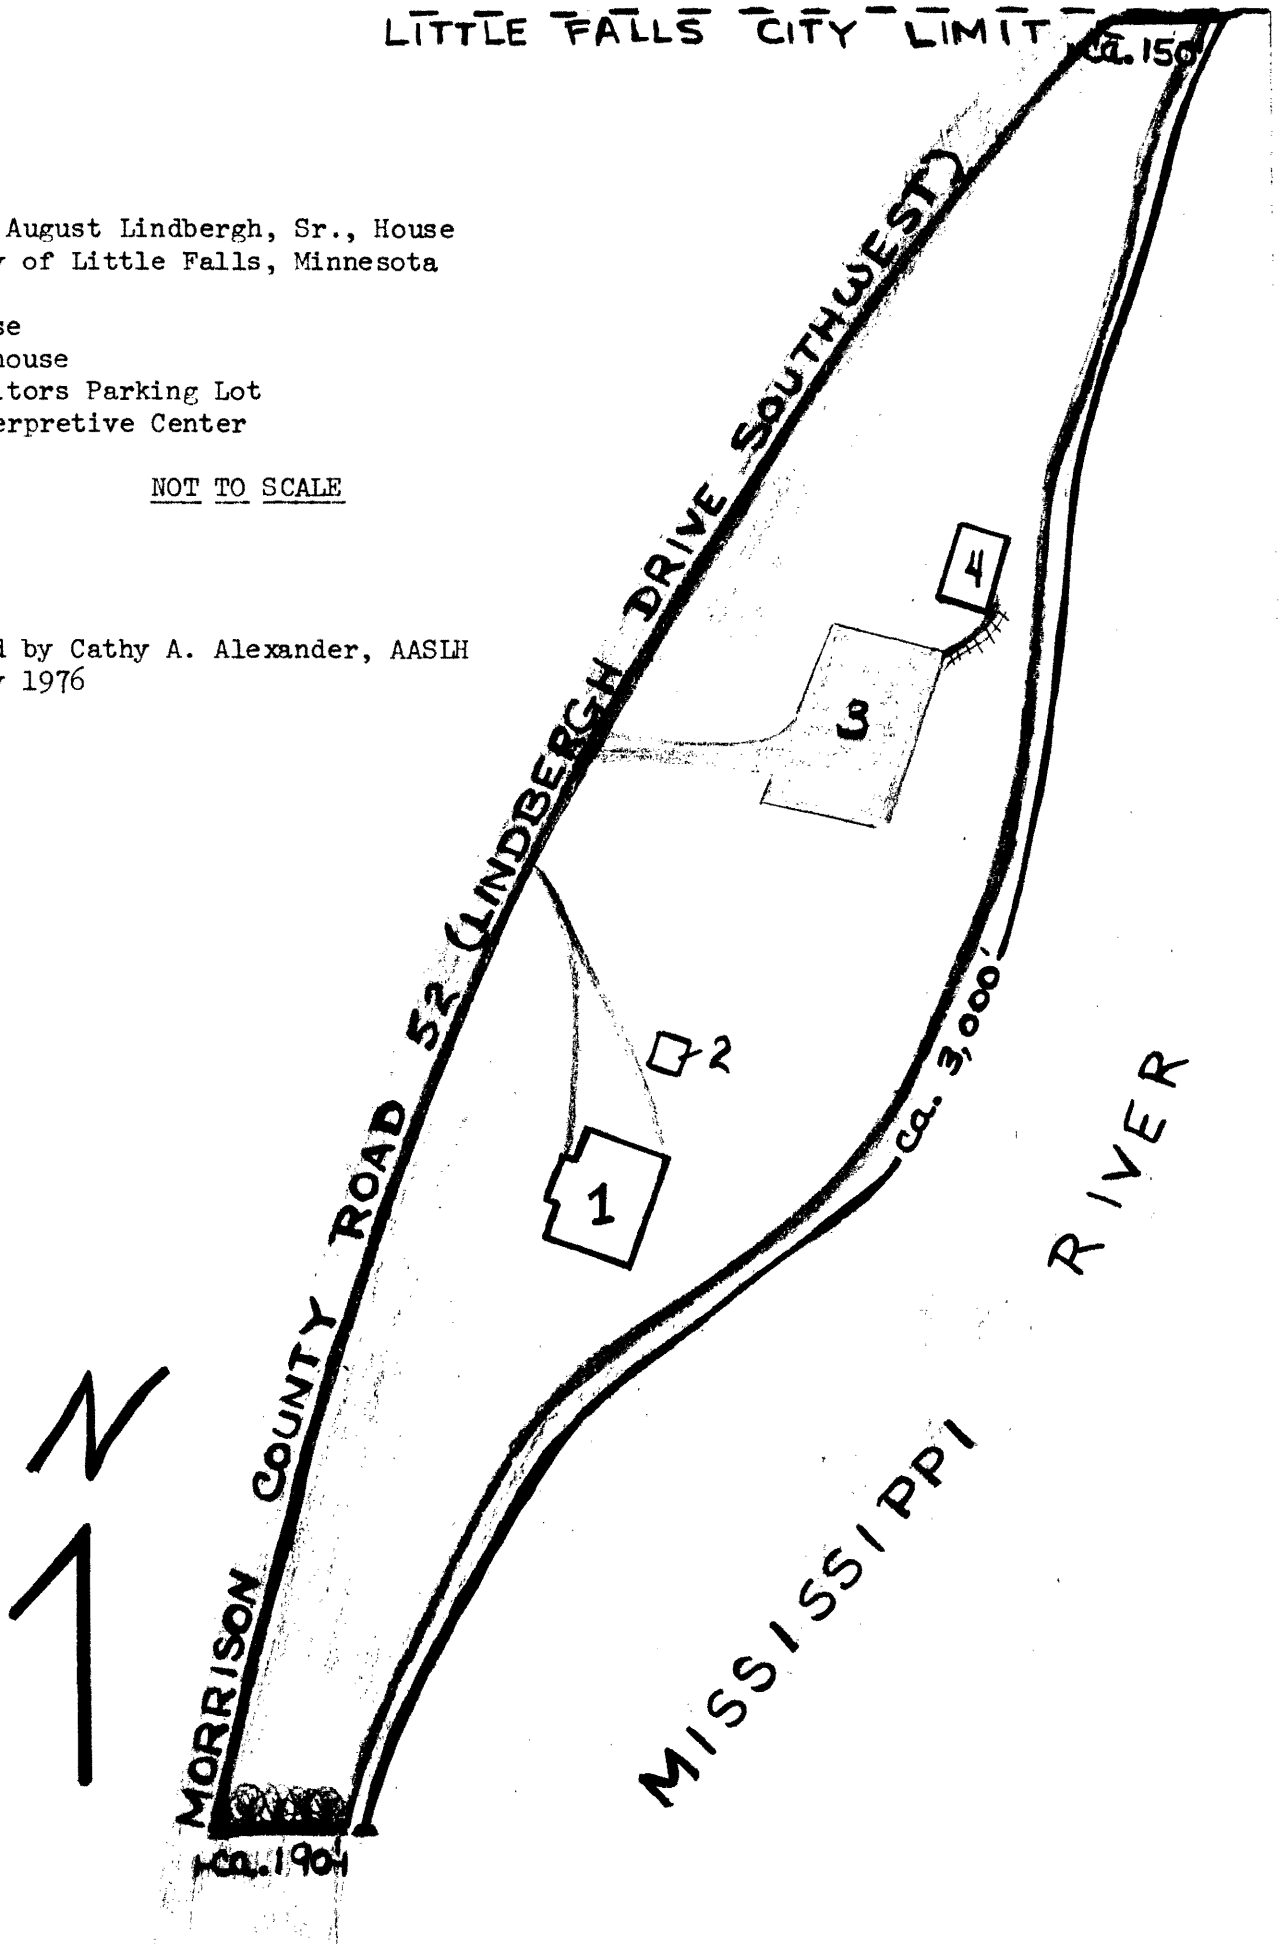 LITTLE FALLS CITY LIMIT
ca. 150'
August Lindbergh, Sr., House
of Little Falls, Minnesota
se
house
tors Parking Lot
erpretive Center
NOT TO SCALE
by Cathy A. Alexander, AASLH
1976
MORRISON COUNTY ROAD 52 (LINDBERGH DRIVE SOUTHWEST)
4
3
2
1
ca. 3,000'
MISSISSIPPI RIVER
N
ca. 190'